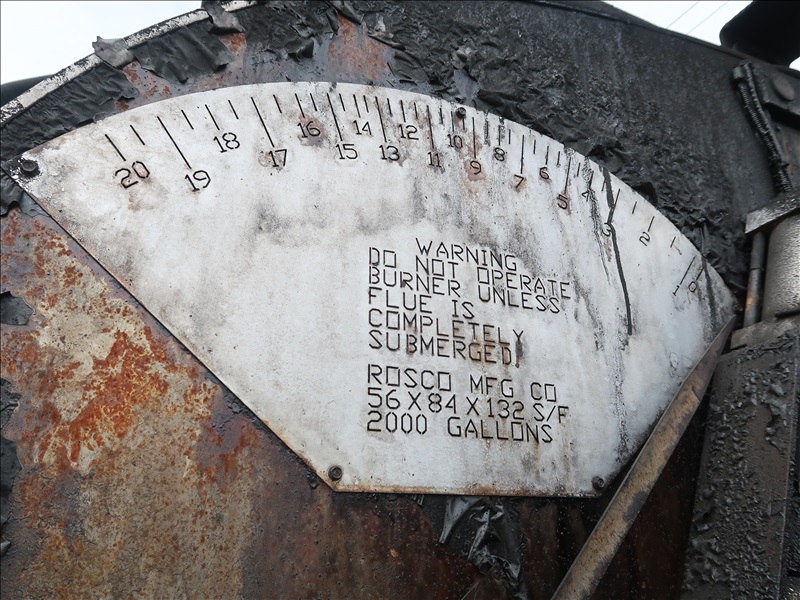 20 19 18 17 16 15 14 13 12 11 10 9 8 7 6 5 4 3 2 1 0
WARNING
DO NOT OPERATE
BURNER UNLESS
FLUE IS
COMPLETELY
SUBMERGED!
ROSCO MFG CO
56 X 84 X 132 S/F
2000 GALLONS